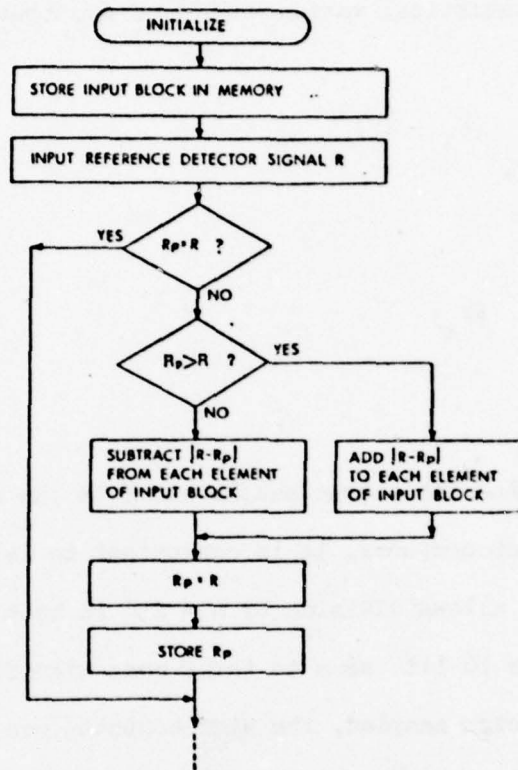 INITIALIZE
STORE INPUT BLOCK IN MEMORY
INPUT REFERENCE DETECTOR SIGNAL R
YES
Rp=R ?
NO
Rp>R ?
YES
NO
SUBTRACT |R-Rp|
FROM EACH ELEMENT
OF INPUT BLOCK
ADD |R-Rp|
TO EACH ELEMENT
OF INPUT BLOCK
Rp=R
STORE Rp